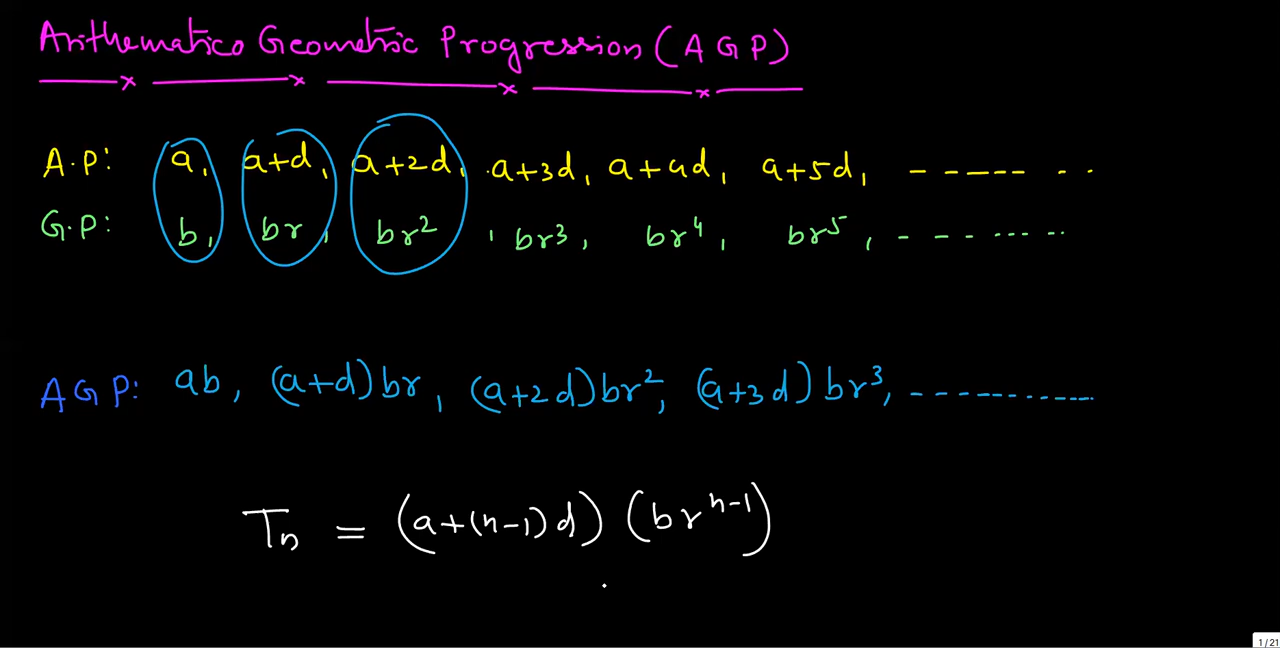 Arithematico Geometric Progression (AGP)
A.P: a, a+d, a+2d, a+3d, a+4d, a+5d, - - - - - - - -
G.P: b, br, br², br³, br⁴, br⁵, - - - - - - - -
AGP: ab, (a+d)br, (a+2d)br², (a+3d)br³, - - - - - - - - - -
Tₙ = (a+(n-1)d) (brⁿ⁻¹)
1/21